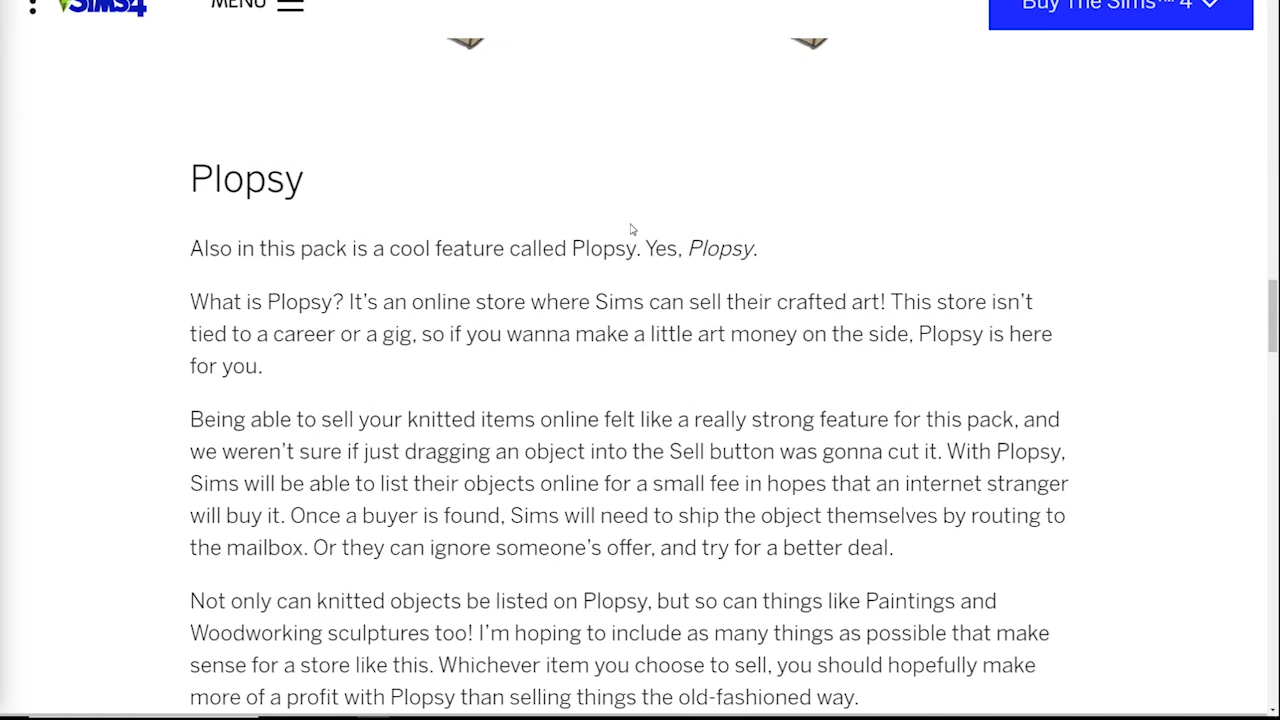 SIMS4
MENU
Buy The Sims™ 4
Plopsy
Also in this pack is a cool feature called Plopsy. Yes, Plopsy.
What is Plopsy? It’s an online store where Sims can sell their crafted art! This store isn’t
tied to a career or a gig, so if you wanna make a little art money on the side, Plopsy is here
for you.
Being able to sell your knitted items online felt like a really strong feature for this pack, and
we weren’t sure if just dragging an object into the Sell button was gonna cut it. With Plopsy,
Sims will be able to list their objects online for a small fee in hopes that an internet stranger
will buy it. Once a buyer is found, Sims will need to ship the object themselves by routing to
the mailbox. Or they can ignore someone’s offer, and try for a better deal.
Not only can knitted objects be listed on Plopsy, but so can things like Paintings and
Woodworking sculptures too! I’m hoping to include as many things as possible that make
sense for a store like this. Whichever item you choose to sell, you should hopefully make
more of a profit with Plopsy than selling things the old-fashioned way.